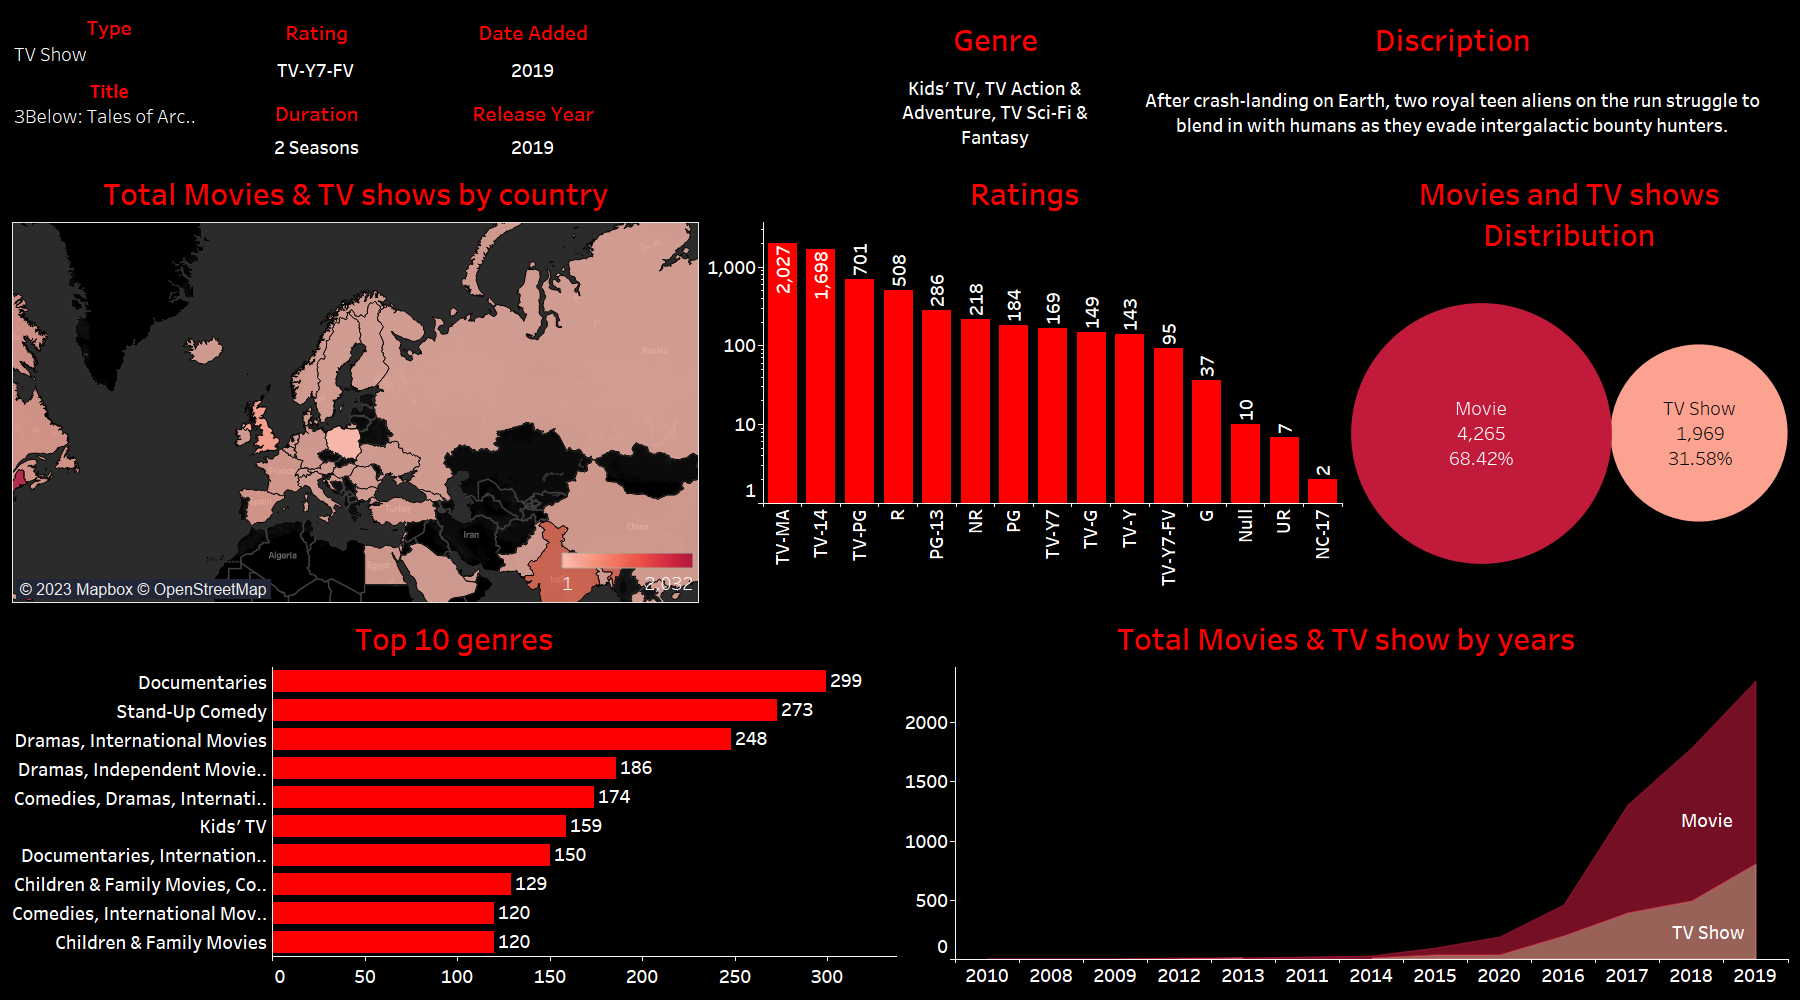 Type
TV Show
Title
3Below: Tales of Arc..
Rating
TV-Y7-FV
Duration
2 Seasons
Date Added
2019
Release Year
2019
Genre
Kids’ TV, TV Action &
Adventure, TV Sci-Fi &
Fantasy
Discription
After crash-landing on Earth, two royal teen aliens on the run struggle to
blend in with humans as they evade intergalactic bounty hunters.
Total Movies & TV shows by country
Russia
France
Spain
Turkey
China
Iran
Algeria
Egypt
1
2,032
© 2023 Mapbox © OpenStreetMap
Ratings
1,000
100
10
1
2,027
1,698
701
508
286
218
184
169
149
143
95
37
10
7
2
TV-MA
TV-14
TV-PG
R
PG-13
NR
PG
TV-Y7
TV-G
TV-Y
TV-Y7-FV
G
Null
UR
NC-17
Movies and TV shows
Distribution
Movie
4,265
68.42%
TV Show
1,969
31.58%
Top 10 genres
Documentaries 299
Stand-Up Comedy 273
Dramas, International Movies 248
Dramas, Independent Movie.. 186
Comedies, Dramas, Internati.. 174
Kids’ TV 159
Documentaries, Internation.. 150
Children & Family Movies, Co.. 129
Comedies, International Mov.. 120
Children & Family Movies 120
0 50 100 150 200 250 300
Total Movies & TV show by years
2000
1500
1000
500
0
Movie
TV Show
2010 2008 2009 2012 2013 2011 2014 2015 2020 2016 2017 2018 2019